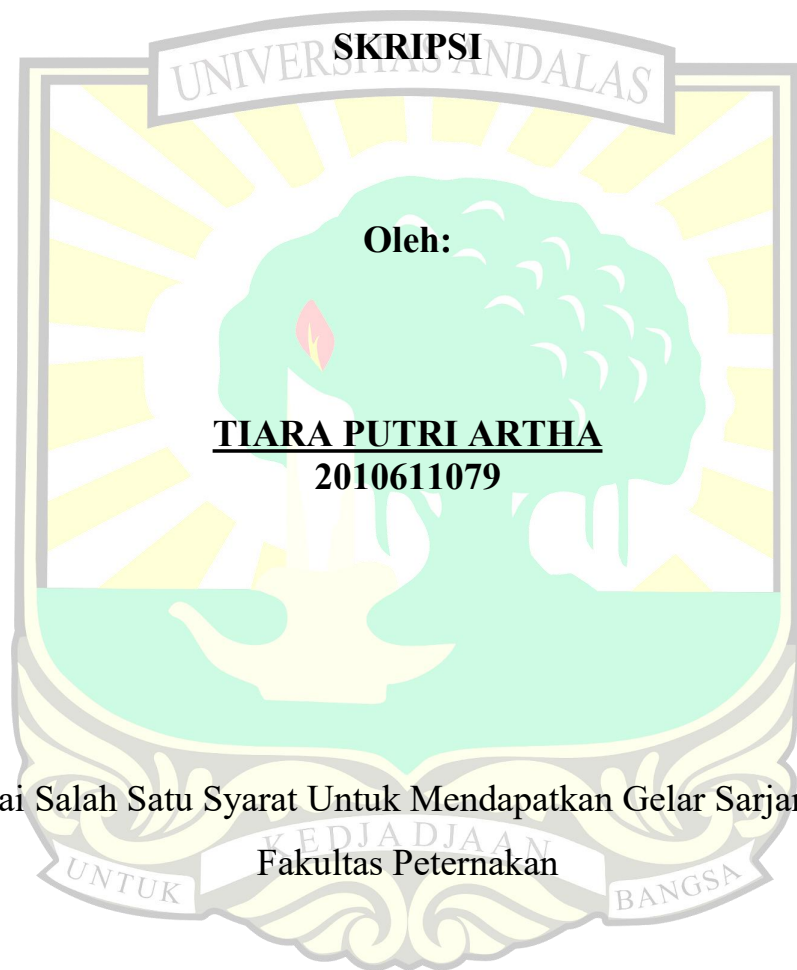 SKRIPSI
UNIVERSITAS ANDALAS
Oleh:
TIARA PUTRI ARTHA
2010611079
Salah Satu Syarat Untuk Mendapatkan Gelar
KEDJADJAAN
Fakultas Peternakan
UNTUK
BANGSA